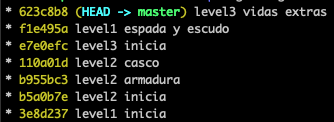 * 623c8b8 (HEAD -> master) level3 vidas extras
* f1e495a level1 espada y escudo
* e7e0efc level3 inicia
* 110a01d level2 casco
* b955bc3 level2 armadura
* b5a0b7e level2 inicia
* 3e8d237 level1 inicia